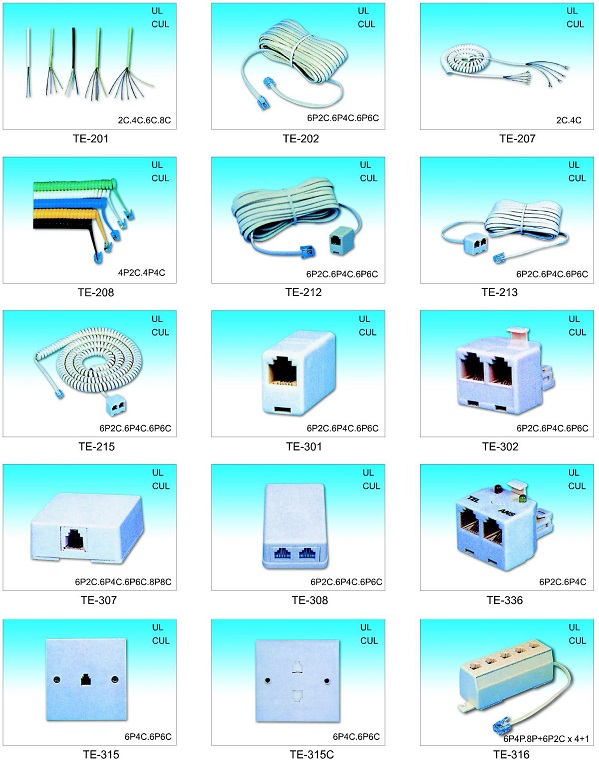 UL
CUL
2C.4C.6C.8C
TE-201
UL
CUL
6P2C.6P4C.6P6C
TE-202
UL
CUL
2C.4C
TE-207
UL
CUL
4P2C.4P4C
TE-208
UL
CUL
6P2C.6P4C.6P6C
TE-212
UL
CUL
6P2C.6P4C.6P6C
TE-213
UL
CUL
6P2C.6P4C.6P6C
TE-215
UL
CUL
6P2C.6P4C.6P6C
TE-301
UL
CUL
6P2C.6P4C.6P6C
TE-302
UL
CUL
6P2C.6P4C.6P6C.8P8C
TE-307
UL
CUL
6P2C.6P4C.6P6C
TE-308
UL
CUL
TEL
ANS
6P2C.6P4C
TE-336
UL
CUL
6P4C.6P6C
TE-315
UL
CUL
6P4C.6P6C
TE-315C
UL
CUL
6P4P.8P+6P2C x 4+1
TE-316